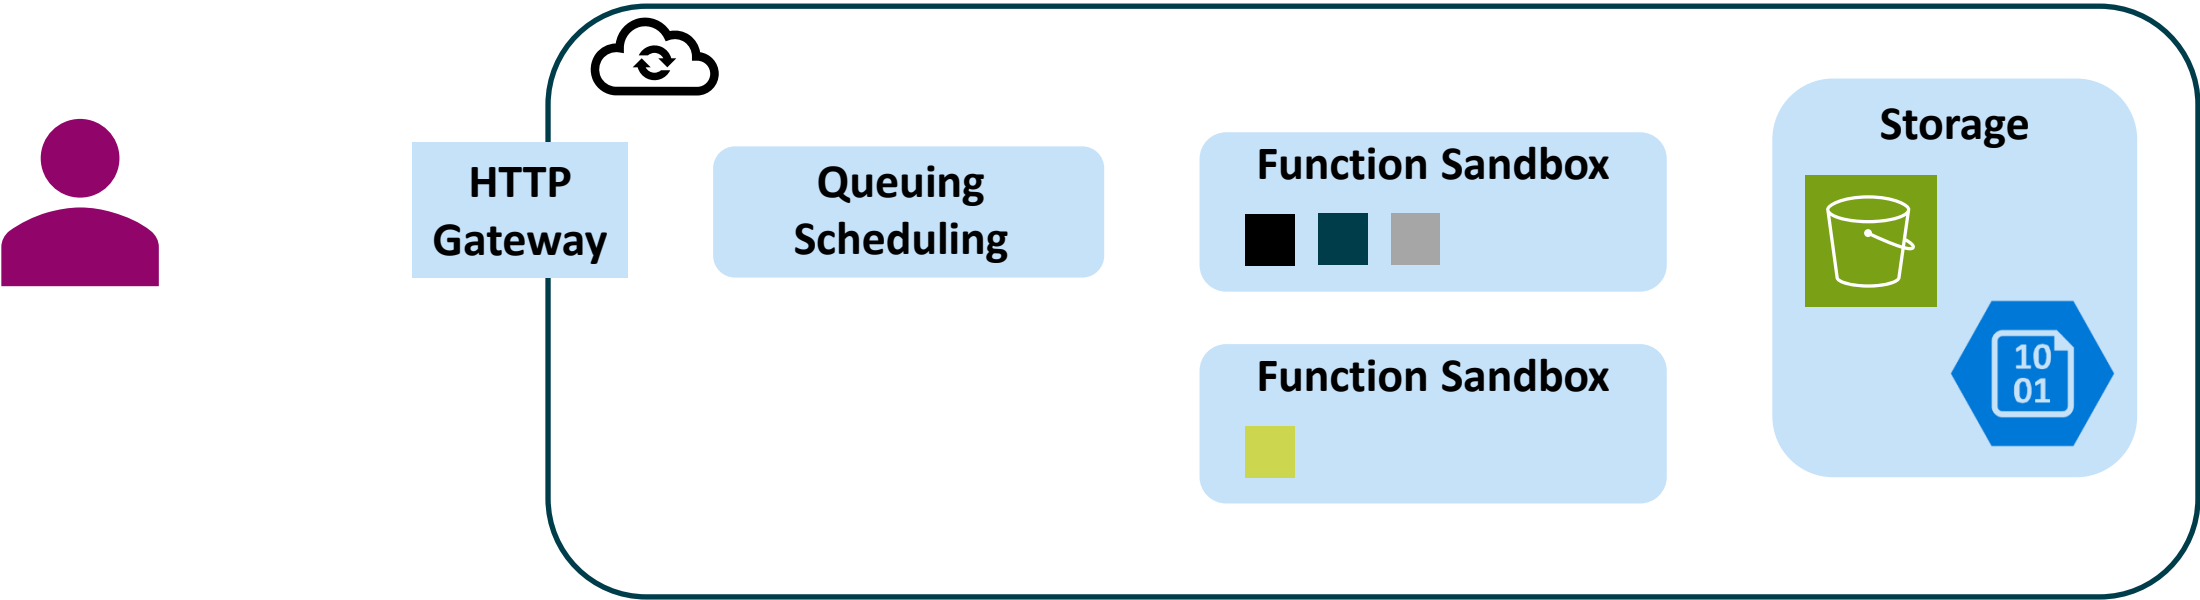 HTTP
Gateway
Queuing
Scheduling
Function Sandbox
Function Sandbox
Storage
10
01